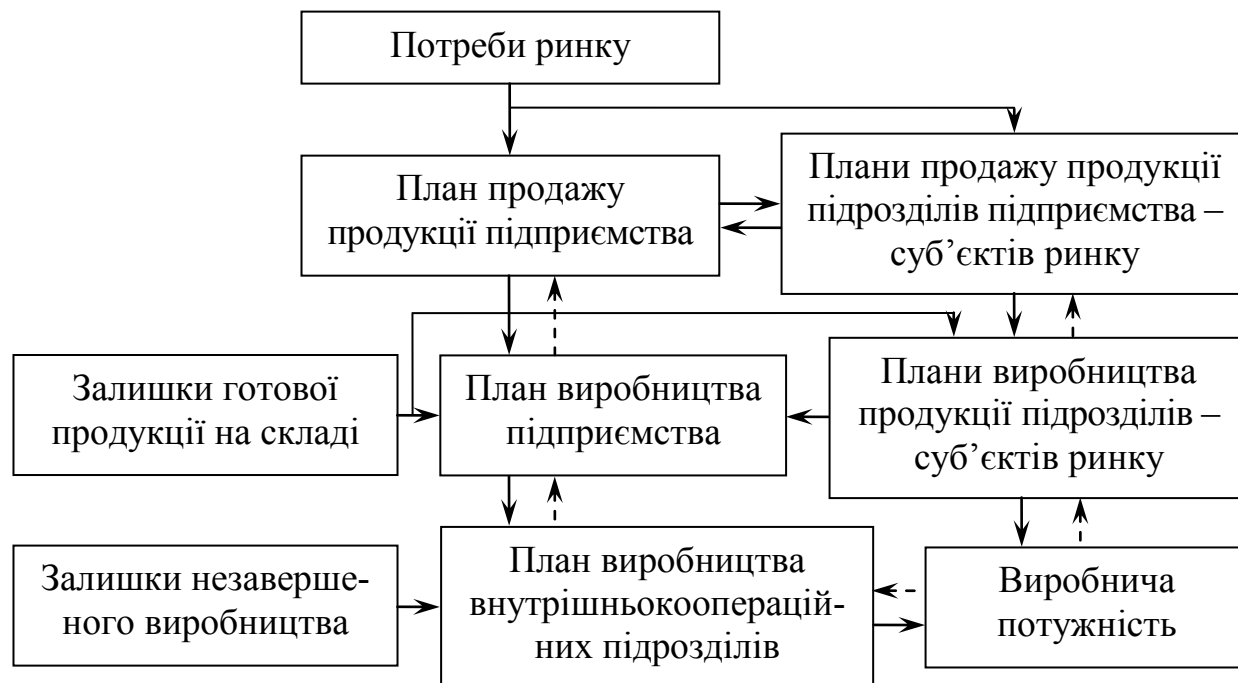 Потреби ринку
План продажу
продукції підприємства
Плани продажу продукції
підрозділів підприємства –
суб’єктів ринку
Залишки готової
продукції на складі
План виробництва
підприємства
Плани виробництва
продукції підрозділів –
суб’єктів ринку
Залишки незаверше-
ного виробництва
План виробництва
внутрішньокооперацій-
них підрозділів
Виробнича
потужність